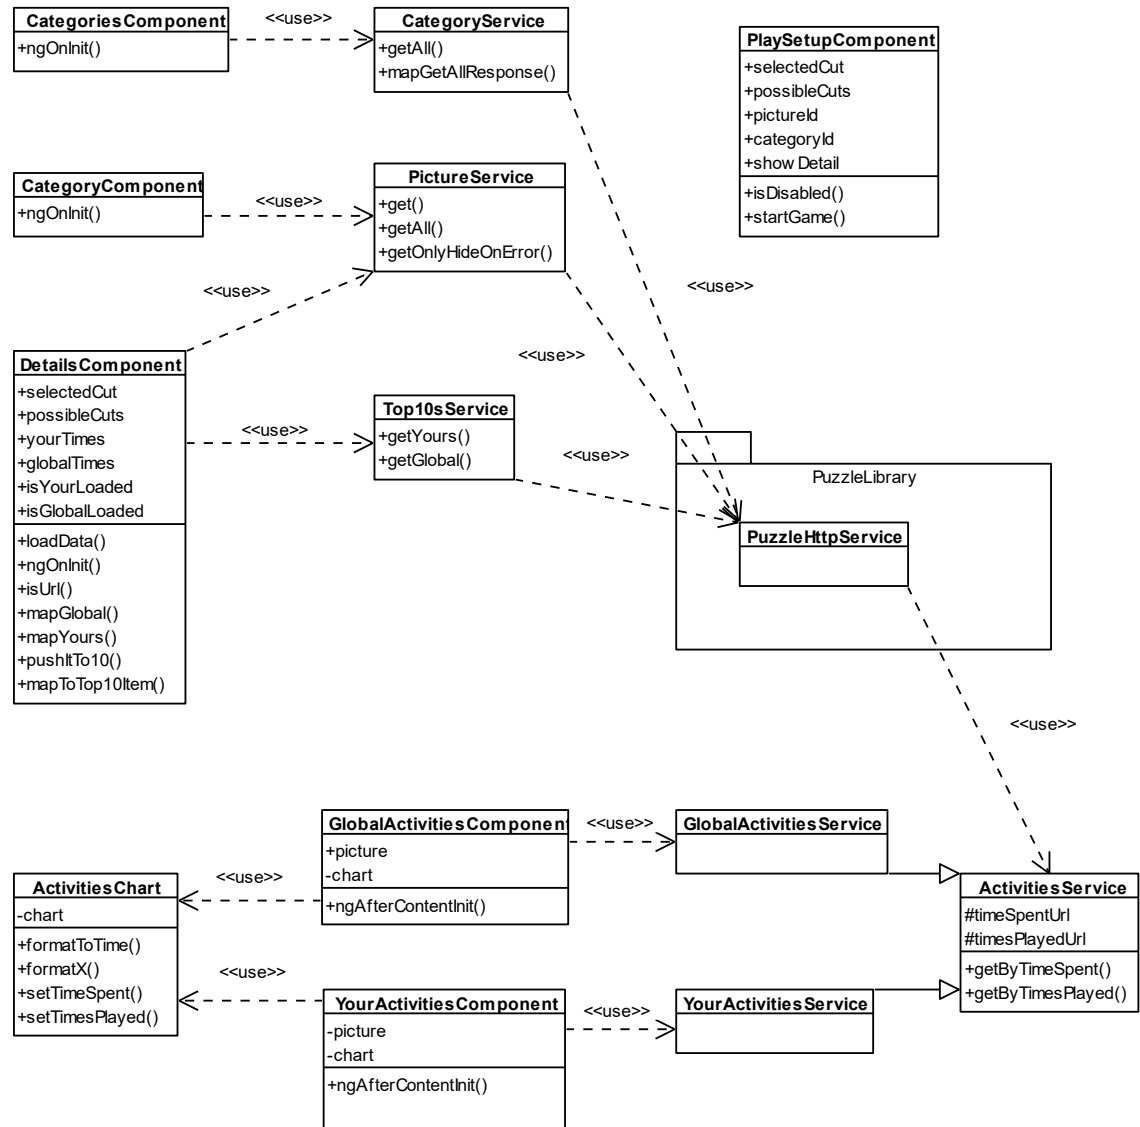 CategoriesComponent
+ngOnInit()
<<use>>
CategoryService
+getAll()
+mapGetAllResponse()
PlaySetupComponent
+selectedCut
+possibleCuts
+pictureId
+categoryId
+show Detail
+isDisabled()
+startGame()
CategoryComponent
+ngOnInit()
<<use>>
PictureService
+get()
+getAll()
+getOnlyHideOnError()
<<use>>
<<use>>
<<use>>
DetailsComponent
+selectedCut
+possibleCuts
+yourTimes
+globalTimes
+isYourLoaded
+isGlobalLoaded
+loadData()
+ngOnInit()
+isUrl()
+mapGlobal()
+mapYours()
+pushItTo10()
+mapToTop10Item()
<<use>>
Top10sService
+getYours()
+getGlobal()
<<use>>
PuzzleLibrary
PuzzleHttpService
<<use>>
GlobalActivitiesComponent
+picture
-chart
+ngAfterContentInit()
<<use>>
GlobalActivitiesService
<<use>>
ActivitiesChart
-chart
+formatToTime()
+formatX()
+setTimeSpent()
+setTimesPlayed()
ActivitiesService
#timeSpentUrl
#timesPlayedUrl
+getByTimeSpent()
+getByTimesPlayed()
<<use>>
YourActivitiesComponent
-picture
-chart
+ngAfterContentInit()
<<use>>
YourActivitiesService